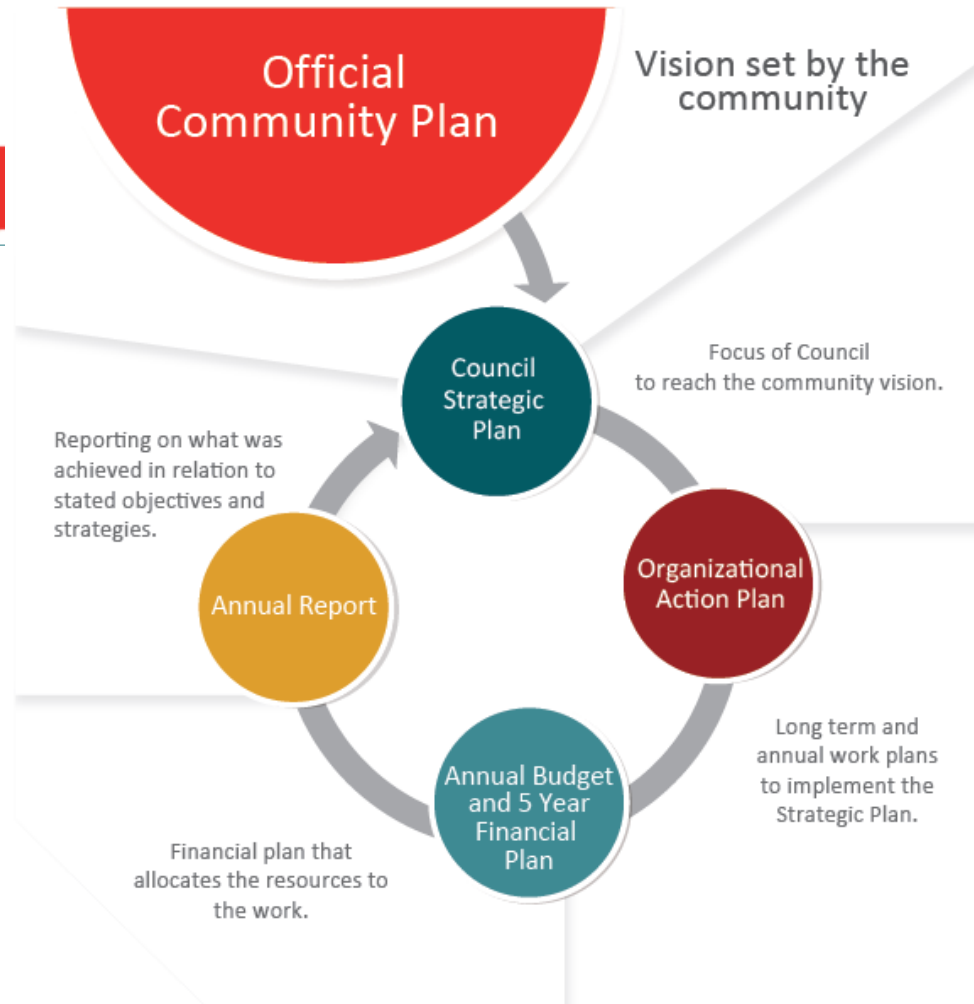 Official
Community Plan
Vision set by the
community
Council
Strategic
Plan
Focus of Council
to reach the community vision.
Reporting on what was
achieved in relation to
stated objectives and
strategies.
Organizational
Action Plan
Annual Report
Long term and
annual work plans
to implement the
Strategic Plan.
Annual Budget
and 5 Year
Financial
Plan
Financial plan that
allocates the resources to
the work.